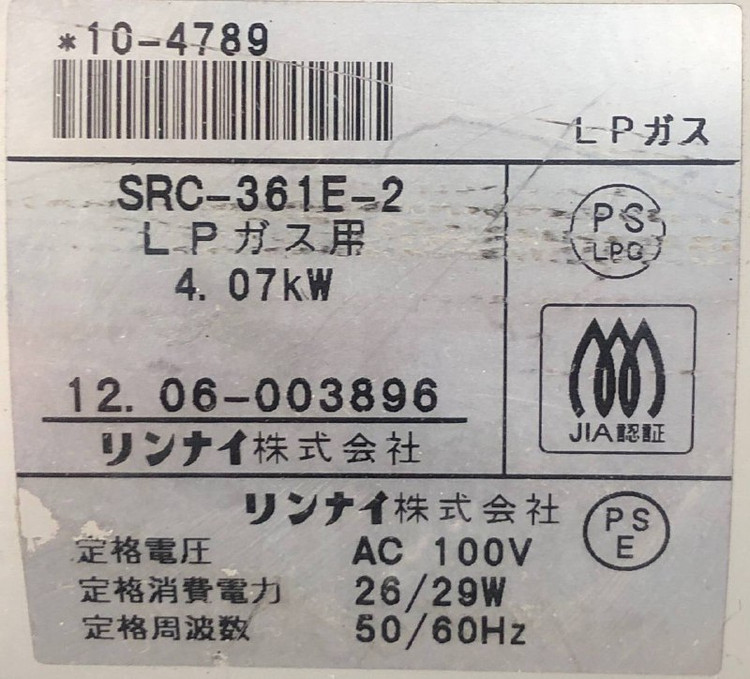 *10-4789
LPガス
SRC-361E-2
LPガス用
4.07kW
PS
LPG
12.06-003896
リンナイ株式会社
JIA認証
リンナイ株式会社
PS
E
定格電圧 AC 100V
定格消費電力 26/29W
定格周波数 50/60Hz